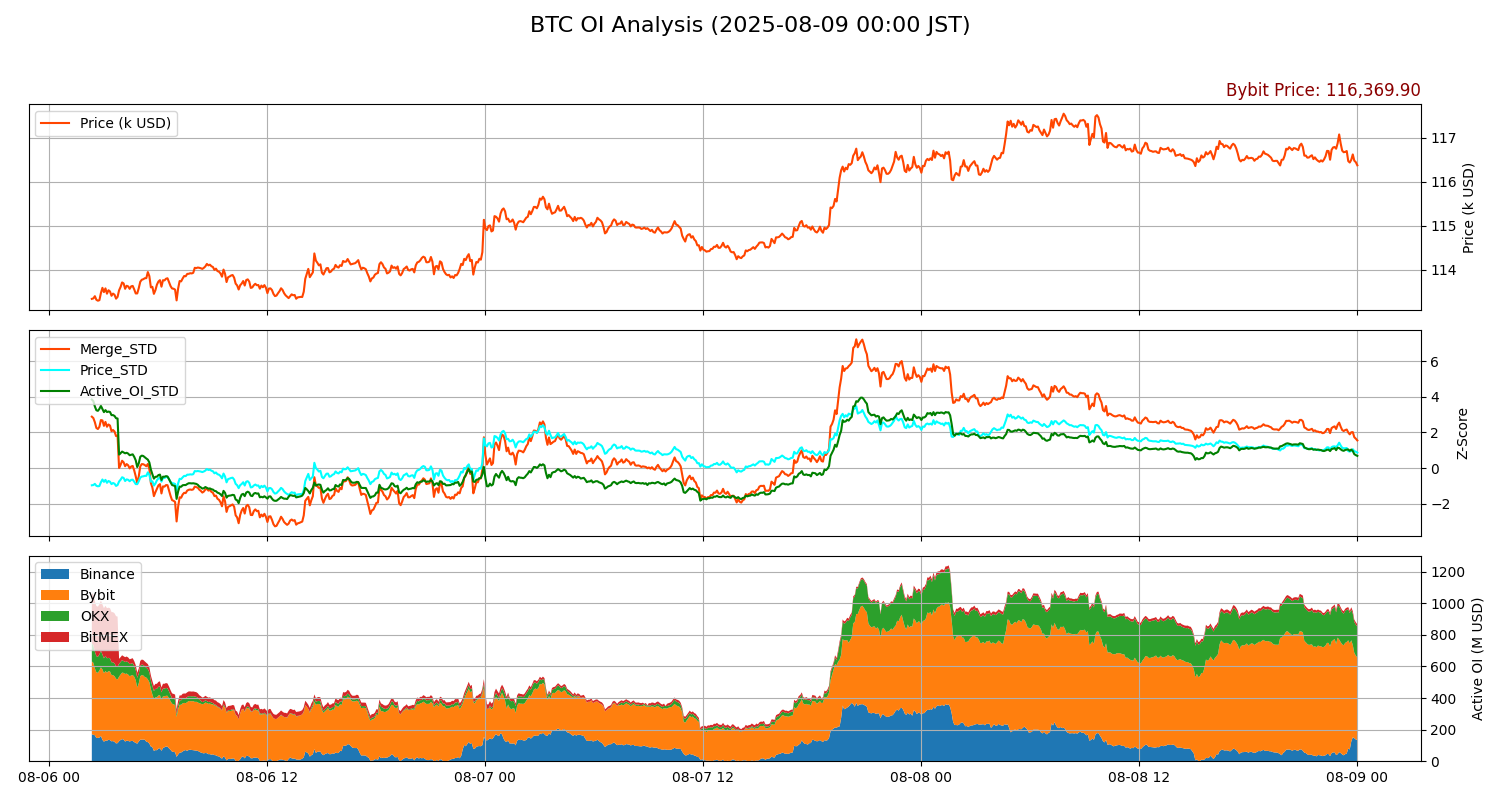 BTC OI Analysis (2025-08-09 00:00 JST)
Bybit Price: 116,369.90
Price (k USD)
117
116
115
114
Price (k USD)
Merge_STD
Price_STD
Active_OI_STD
6
4
2
0
−2
Z-Score
Binance
Bybit
OKX
BitMEX
1200
1000
800
600
400
200
0
Active OI (M USD)
08-06 00
08-06 12
08-07 00
08-07 12
08-08 00
08-08 12
08-09 00